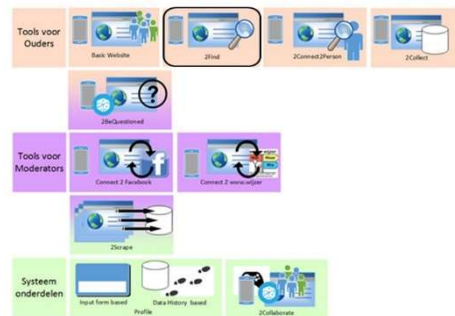 Tools voor
Ouders
Basic Website
2Find
2Connect2Person
2Collect
2BeQuestioned
Tools voor
Moderators
Connect 2 Facebook
Connect 2 www.wijzer
2Scrape
Systeem
onderdelen
Input form based
Data History based
Profile
2Collaborate